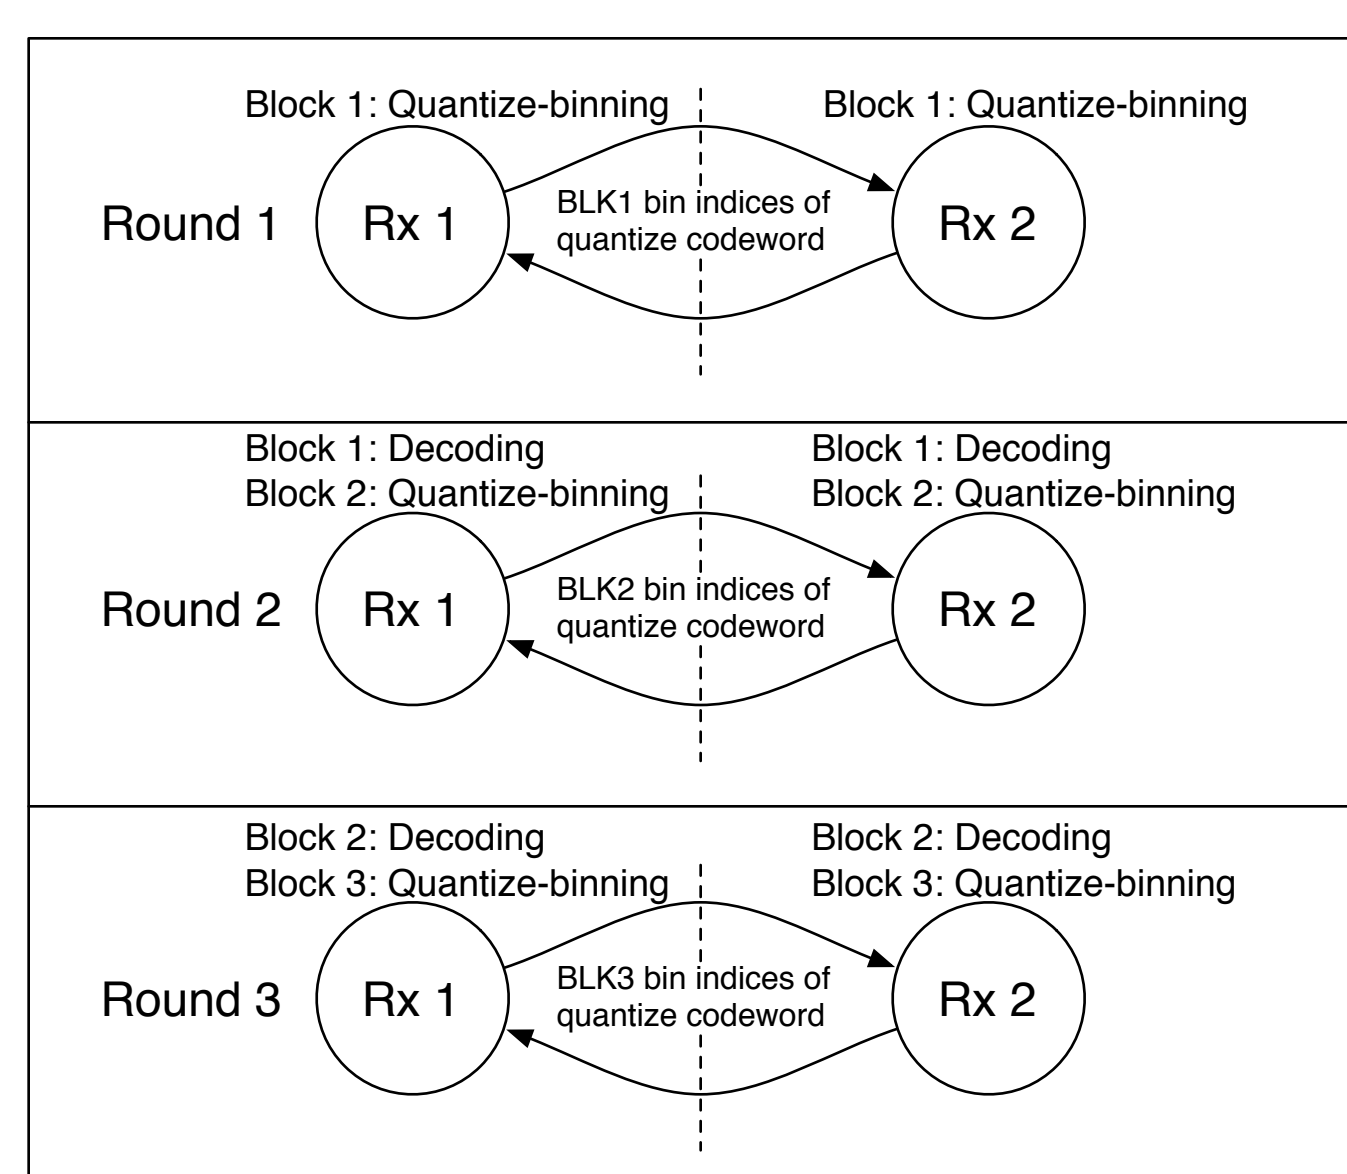 Block 1: Quantize-binning
Block 1: Quantize-binning
Round 1
Rx 1
BLK1 bin indices of
quantize codeword
Rx 2
Block 1: Decoding
Block 2: Quantize-binning
Block 1: Decoding
Block 2: Quantize-binning
Round 2
Rx 1
BLK2 bin indices of
quantize codeword
Rx 2
Block 2: Decoding
Block 3: Quantize-binning
Block 2: Decoding
Block 3: Quantize-binning
Round 3
Rx 1
BLK3 bin indices of
quantize codeword
Rx 2